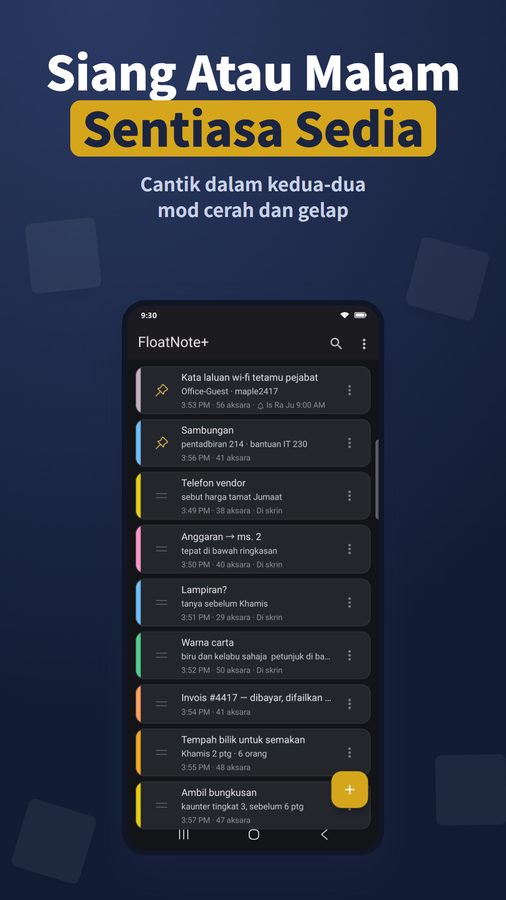 Siang Atau Malam
Sentiasa Sedia
Cantik dalam kedua-dua
mod cerah dan gelap
9:30
FloatNote+
Kata laluan wi-fi tetamu pejabat
Office-Guest · maple2417
3:53 PM · 56 aksara · Is Ra Ju 9:00 AM
Sambungan
pentadbiran 214 · bantuan IT 230
3:56 PM · 41 aksara
Telefon vendor
sebut harga tamat Jumaat
3:49 PM · 38 aksara · Di skrin
Anggaran → ms. 2
tepat di bawah ringkasan
3:50 PM · 40 aksara · Di skrin
Lampiran?
tanya sebelum Khamis
3:51 PM · 29 aksara · Di skrin
Warna carta
biru dan kelabu sahaja petunjuk di ba...
3:52 PM · 50 aksara · Di skrin
Invois #4417 — dibayar, difailkan ...
3:54 PM · 41 aksara
Tempah bilik untuk semakan
Khamis 2 ptg · 6 orang
3:55 PM · 48 aksara
Ambil bungkusan
kaunter tingkat 3, sebelum 6 ptg
3:57 PM · 47 aksara